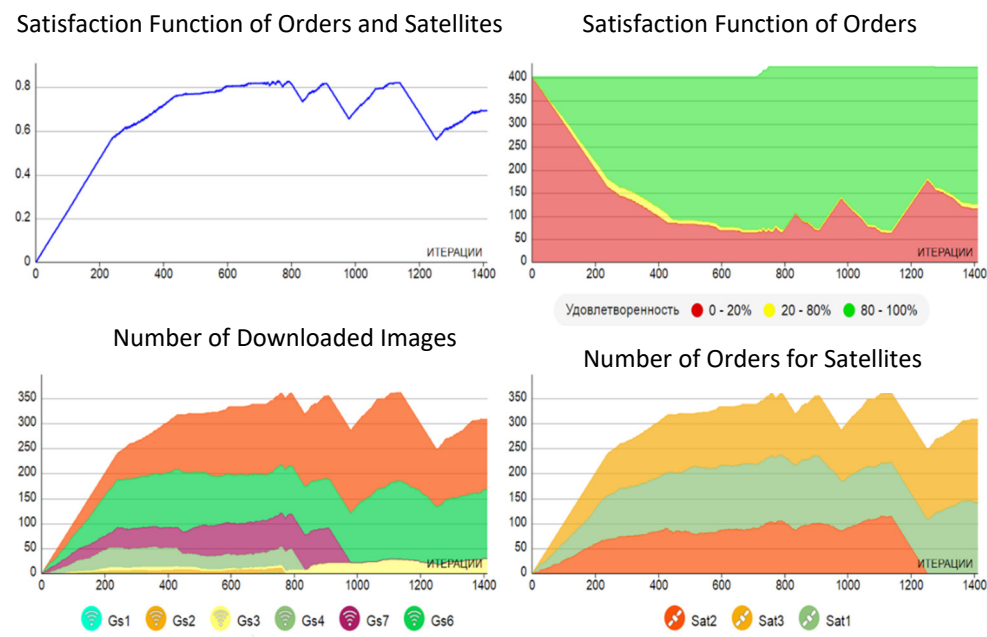 Satisfaction Function of Orders and Satellites
0.8
0.6
0.4
0.2
0
ИТЕРАЦИИ
0 200 400 600 800 1000 1200 1400
Satisfaction Function of Orders
400
350
300
250
200
150
100
50
0
ИТЕРАЦИИ
0 200 400 600 800 1000 1200 1400
Удовлетворенность 0 - 20% 20 - 80% 80 - 100%
Number of Downloaded Images
350
300
250
200
150
100
50
0
ИТЕРАЦИИ
0 200 400 600 800 1000 1200 1400
Gs1 Gs2 Gs3 Gs4 Gs7 Gs6
Number of Orders for Satellites
350
300
250
200
150
100
50
0
ИТЕРАЦИИ
0 200 400 600 800 1000 1200 1400
Sat2 Sat3 Sat1